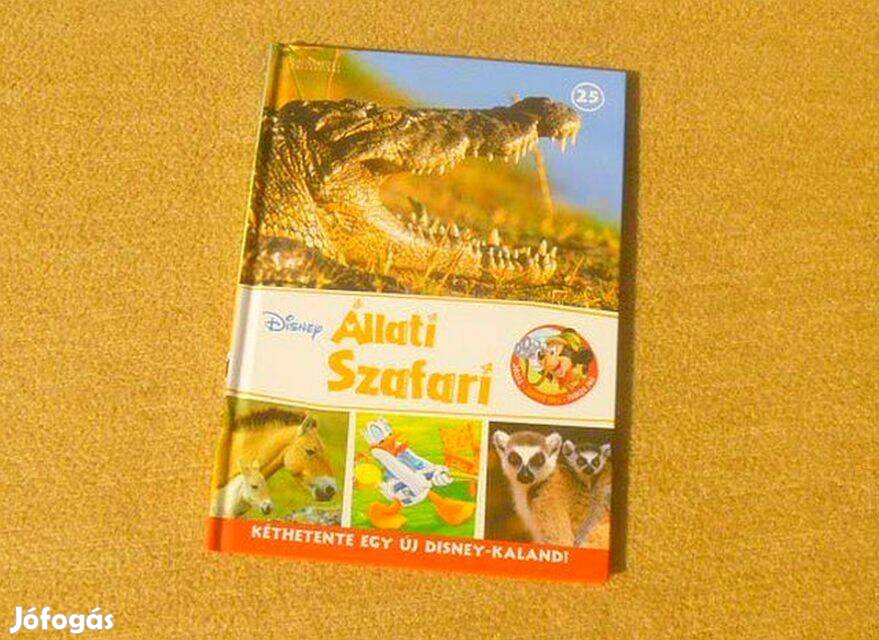 25
Disney
Állati
Szafari
KÉTHETENTE EGY ÚJ DISNEY-KALAND!
Jófogás